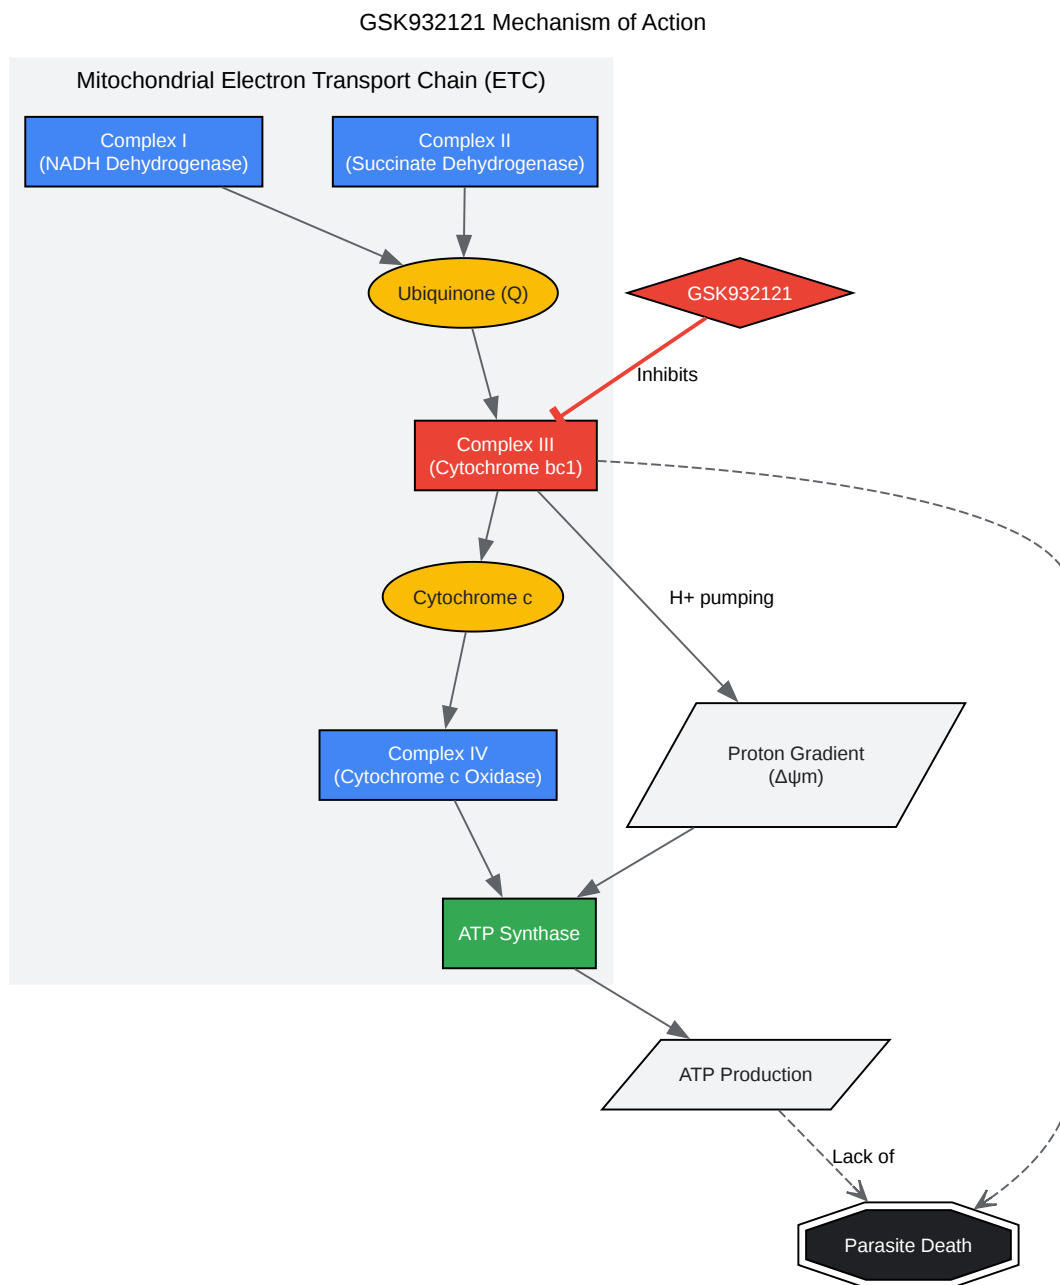 GSK932121 Mechanism of Action
Mitochondrial Electron Transport Chain (ETC)
Complex I
(NADH Dehydrogenase)
Complex II
(Succinate Dehydrogenase)
Ubiquinone (Q)
GSK932121
Inhibits
Complex III
(Cytochrome bc1)
Cytochrome c
H+ pumping
Complex IV
(Cytochrome c Oxidase)
Proton Gradient
(Δψm)
ATP Synthase
ATP Production
Lack of
Parasite Death